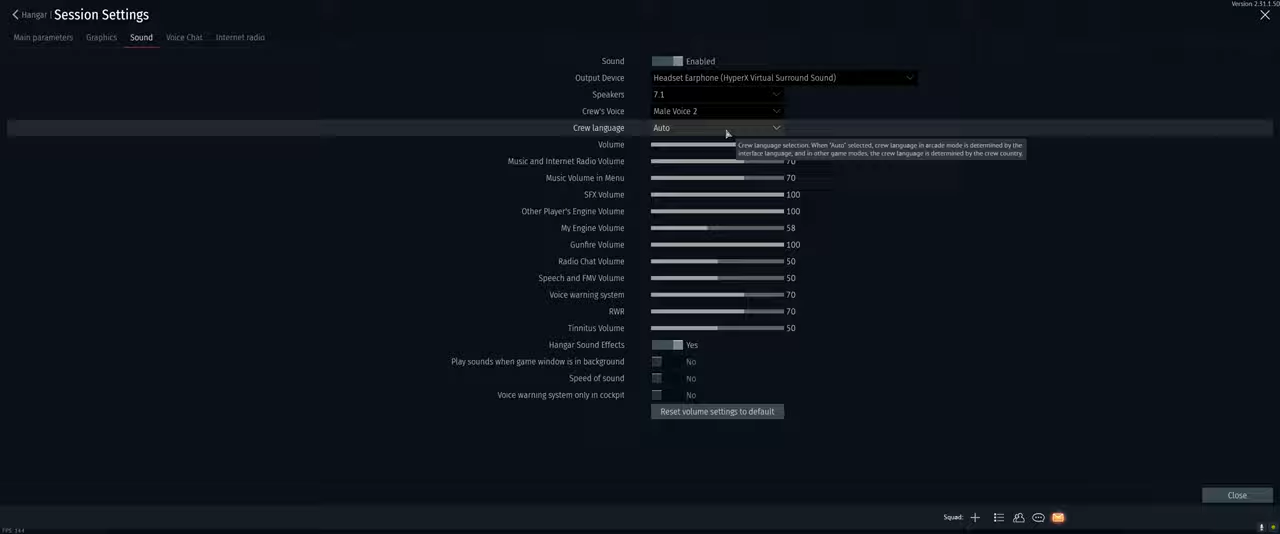 Version 2.31.1.50
Hangar | Session Settings
Main parameters Graphics Sound Voice Chat Internet radio
Sound Enabled
Output Device Headset Earphone (HyperX Virtual Surround Sound)
Speakers 7.1
Crew's Voice Male Voice 2
Crew language Auto
Crew language selection. When "Auto" selected, crew language in arcade mode is determined by the
interface language, and in other game modes, the crew language is determined by the crew country.
Volume
Music and Internet Radio Volume 70
Music Volume in Menu 70
SFX Volume 100
Other Player's Engine Volume 100
My Engine Volume 58
Gunfire Volume 100
Radio Chat Volume 50
Speech and FMV Volume 50
Voice warning system 70
RWR 70
Tinnitus Volume 50
Hangar Sound Effects Yes
Play sounds when game window is in background No
Speed of sound No
Voice warning system only in cockpit No
Reset volume settings to default
Close
Squad:
FPS: 144